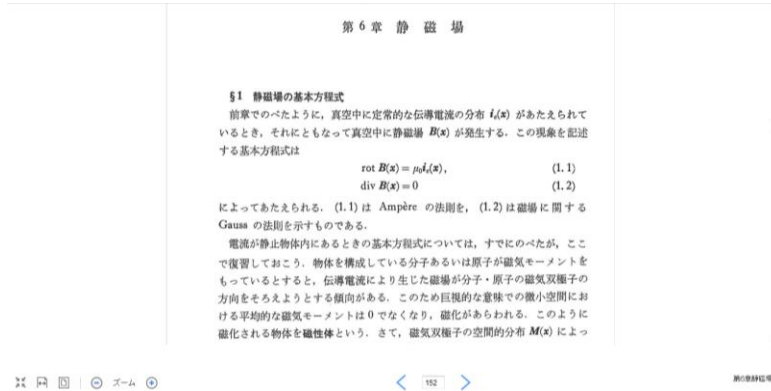 第6章 静磁場
§1 静磁場の基本方程式
前章でのべたように，真空中に定常的な伝導電流の分布 i_e(x) があたえられて
いるとき，それにともなって真空中に静磁場 B(x) が発生する．この現象を記述
する基本方程式は
rot B(x) = μ₀i_e(x), (1.1)
div B(x) = 0 (1.2)
によってあたえられる．(1.1) は Ampère の法則を，(1.2) は磁場に関する
Gauss の法則を示すものである．
電流が静止物体内にあるときの基本方程式については，すでにのべたが，ここ
で復習しておこう．物体を構成している分子あるいは原子が磁気モーメントを
もっているとすると，伝導電流により生じた磁場が分子・原子の磁気双極子の
方向をそろえようとする傾向がある．このため巨視的な意味での微小空間にお
ける平均的な磁気モーメントは0でなくなり，磁化があらわれる．このように
磁化される物体を磁性体という．さて，磁気双極子の空間的分布 M(x) によっ
ズーム
152
第6章静磁場